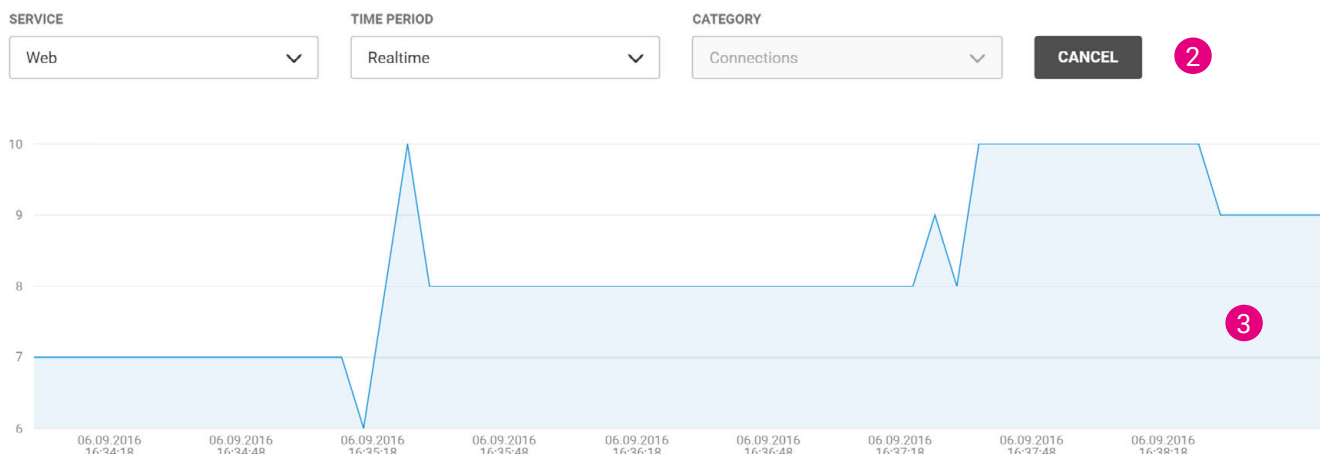 SERVICE TIME PERIOD CATEGORY
Web Realtime Connections CANCEL 2
10
9
8
3
7
6
06.09.2016 06.09.2016 06.09.2016 06.09.2016 06.09.2016 06.09.2016 06.09.2016 06.09.2016 06.09.2016
16:34:18 16:34:48 16:35:18 16:35:48 16:36:18 16:36:48 16:37:18 16:37:48 16:38:18